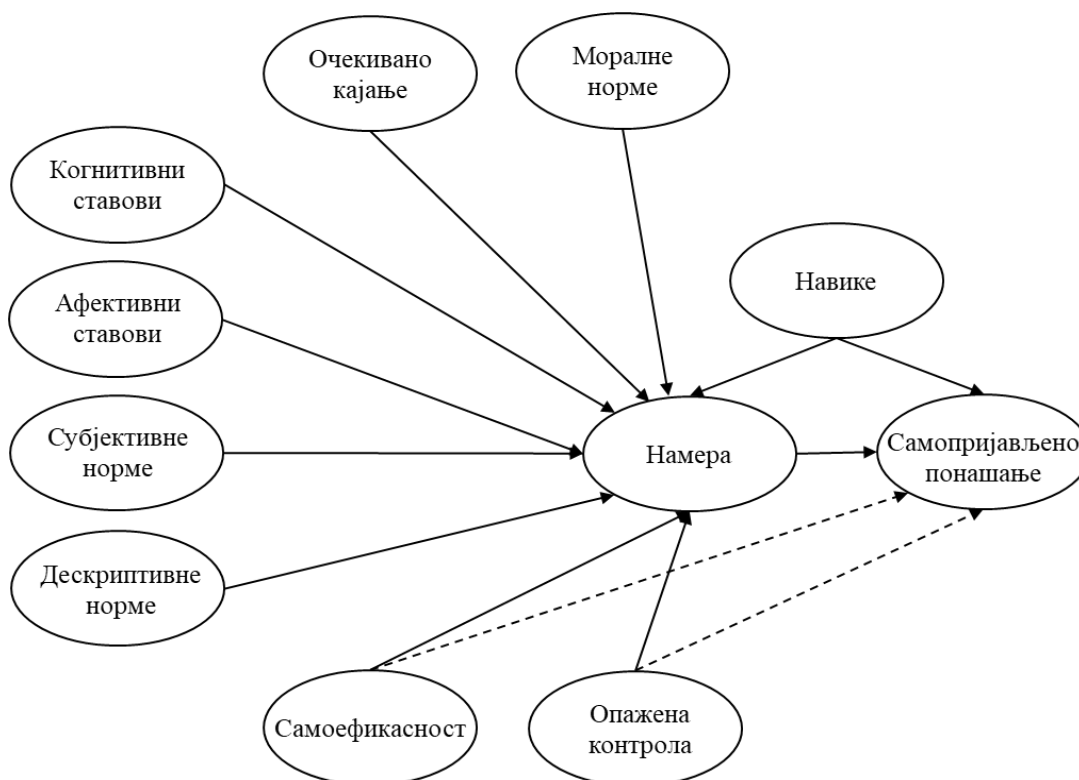 Очекивано
кајање
Моралне
норме
Когнитивни
ставови
Навике
Афективни
ставови
Субјективне
норме
Намера
Самопријављено
понашање
Дескриптивне
норме
Самоефикасност
Опажена
контрола